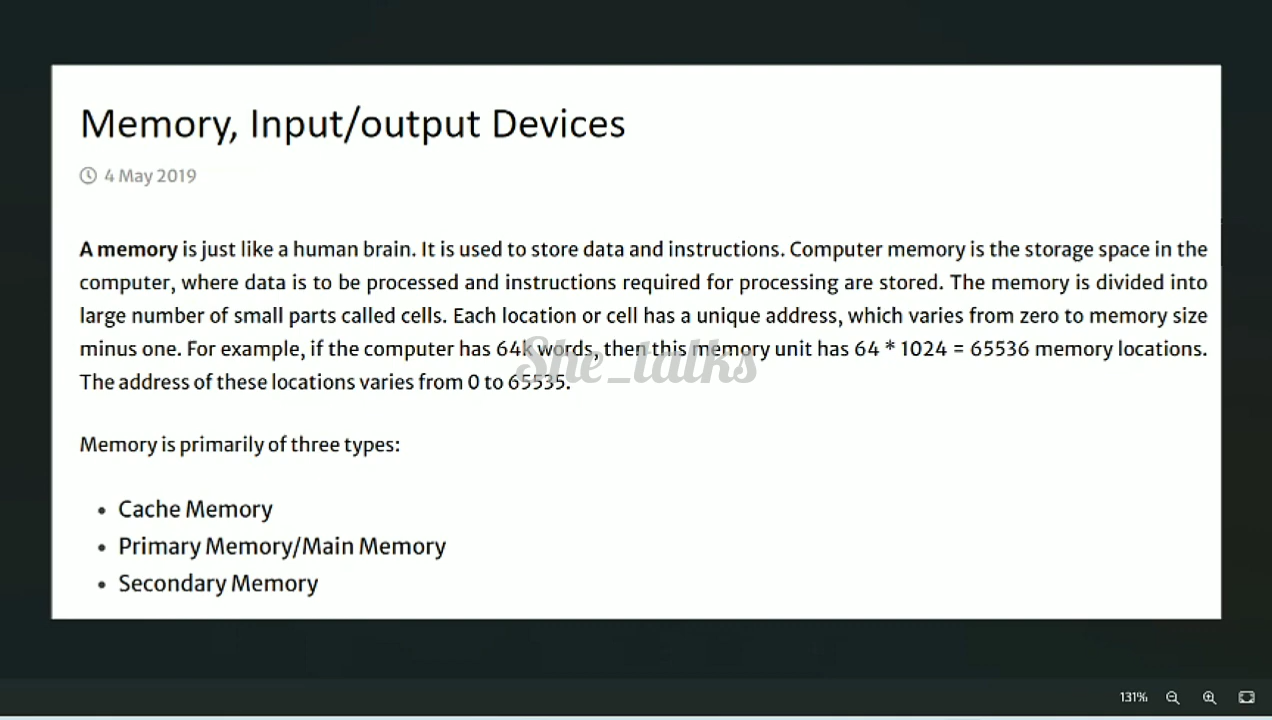 Memory, Input/output Devices
4 May 2019
A memory is just like a human brain. It is used to store data and instructions. Computer memory is the storage space in the
computer, where data is to be processed and instructions required for processing are stored. The memory is divided into
large number of small parts called cells. Each location or cell has a unique address, which varies from zero to memory size
minus one. For example, if the computer has 64k words, then this memory unit has 64 * 1024 = 65536 memory locations.
The address of these locations varies from 0 to 65535.
She_talks
Memory is primarily of three types:
• Cache Memory
• Primary Memory/Main Memory
• Secondary Memory
131%